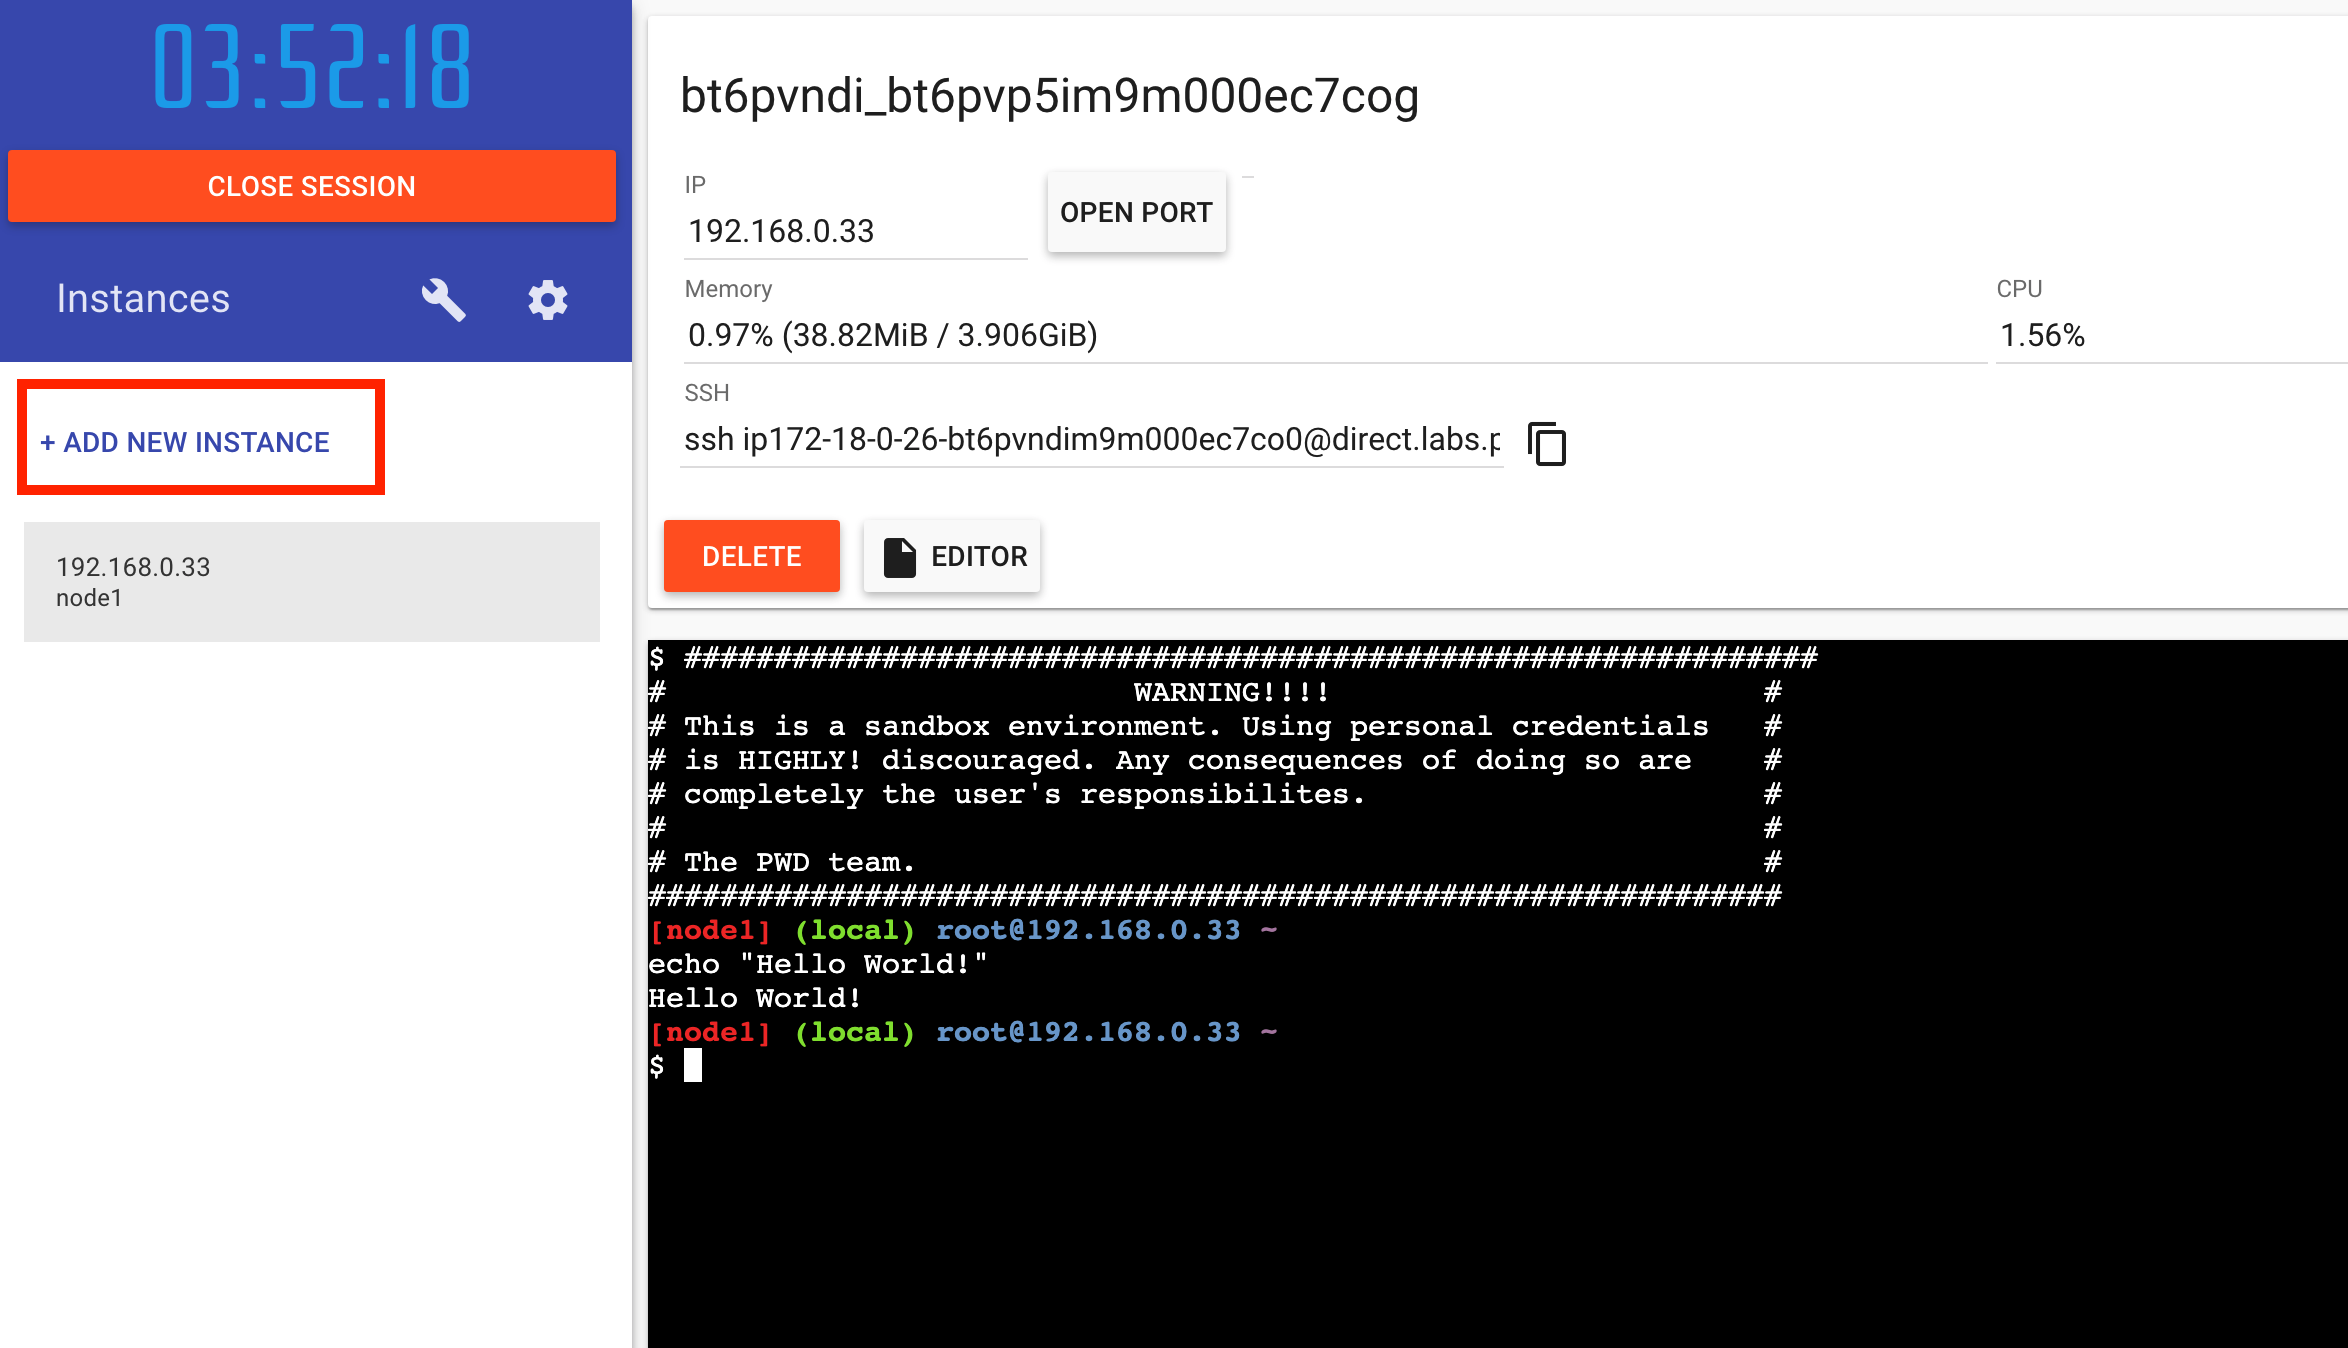 03:52:18
CLOSE SESSION
Instances
+ ADD NEW INSTANCE
192.168.0.33
node1
bt6pvndi_bt6pvp5im9m000ec7cog
IP
192.168.0.33
OPEN PORT
Memory
0.97% (38.82MiB / 3.906GiB)
CPU
1.56%
SSH
ssh ip172-18-0-26-bt6pvndim9m000ec7co0@direct.labs.p
DELETE
EDITOR
$ ###############################################################
#                          WARNING!!!!                        #
# This is a sandbox environment. Using personal credentials   #
# is HIGHLY! discouraged. Any consequences of doing so are    #
# completely the user's responsibilites.                      #
#                                                             #
# The PWD team.                                               #
###############################################################
[node1] (local) root@192.168.0.33 ~
echo "Hello World!"
Hello World!
[node1] (local) root@192.168.0.33 ~
$